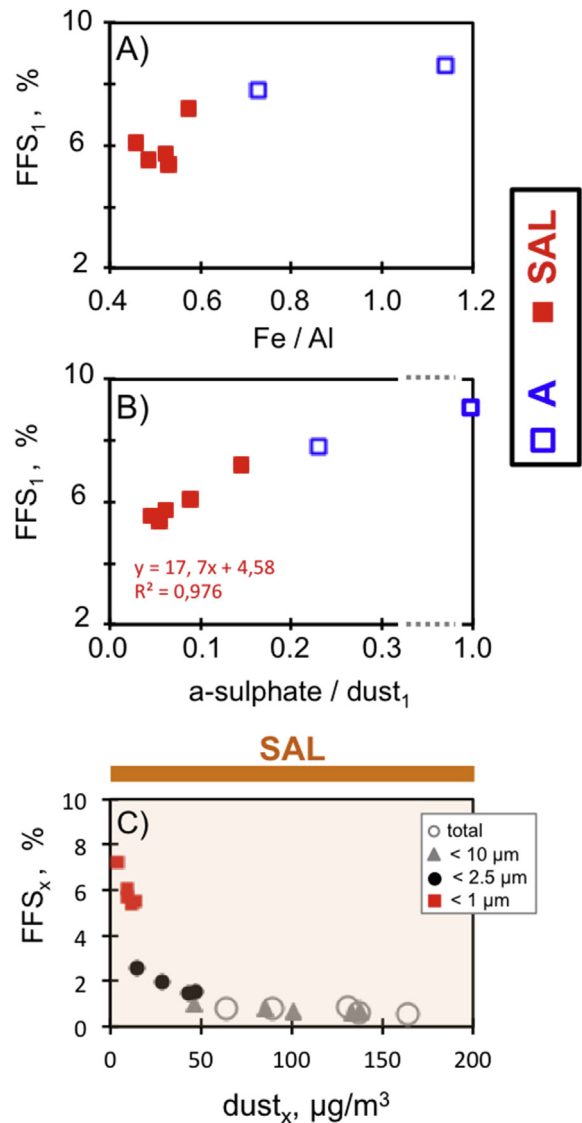 A)
FFS₁, %
10
6
2
0.4 0.6 0.8 1.0 1.2
Fe / Al
SAL
A
B)
FFS₁, %
10
6
2
y = 17, 7x + 4,58
R² = 0,976
0.0 0.1 0.2 1.0
a-sulphate / dust₁
SAL
C)
FFSₓ, %
10
8
6
4
2
0
total
< 10 µm
< 2.5 µm
< 1 µm
0 50 100 150 200
dustₓ, µg/m³